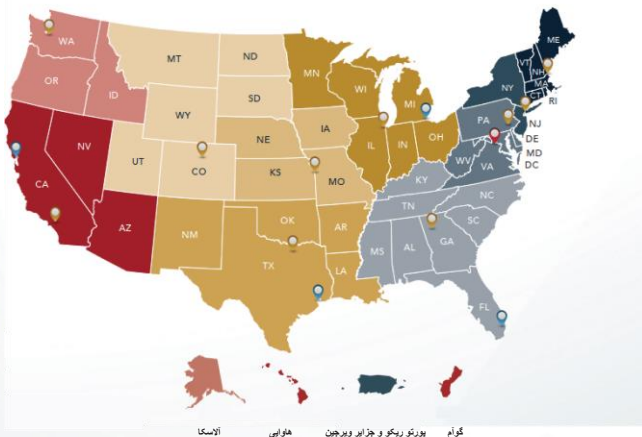 WA
MT
ND
ME
OR
ID
MN
VT
NH
WI
NY
MA
SD
MI
CT
RI
WY
IA
PA
NJ
NV
NE
OH
DE
UT
IL
IN
MD
CO
WV
DC
CA
KS
MO
VA
KY
NC
TN
AZ
OK
AR
SC
NM
MS
AL
GA
TX
LA
FL
گوآم
پورتو ریکو و جزایر ویرجین
هاوایی
آلاسکا